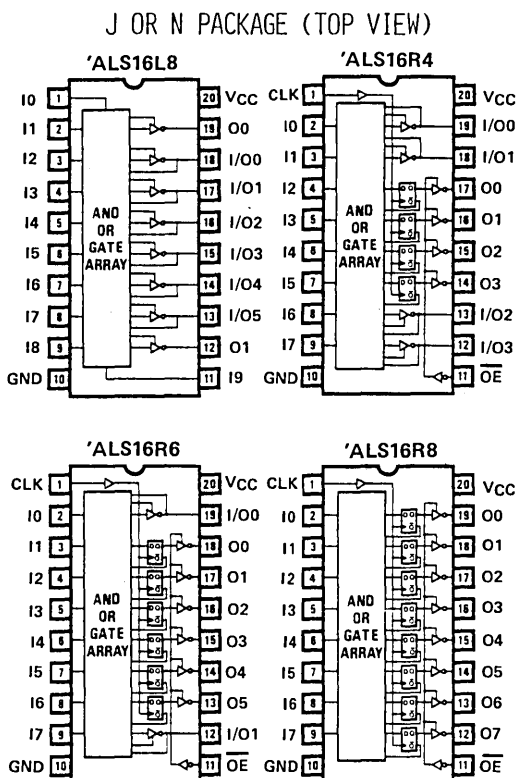 J OR N PACKAGE (TOP VIEW)
'ALS16L8
I0 1 20 VCC
I1 2 19 O0
I2 3 18 I/O0
I3 4 17 I/O1
I4 5 16 I/O2
I5 6 15 I/O3
I6 7 14 I/O4
I7 8 13 I/O5
I8 9 12 O1
GND 10 11 I9
AND
OR
GATE
ARRAY
'ALS16R4
CLK 1 20 VCC
I0 2 19 I/O0
I1 3 18 I/O1
I2 4 17 O0
I3 5 16 O1
I4 6 15 O2
I5 7 14 O3
I6 8 13 I/O2
I7 9 12 I/O3
GND 10 11 OE
AND
OR
GATE
ARRAY
'ALS16R6
CLK 1 20 VCC
I0 2 19 I/O0
I1 3 18 O0
I2 4 17 O1
I3 5 16 O2
I4 6 15 O3
I5 7 14 O4
I6 8 13 O5
I7 9 12 I/O1
GND 10 11 OE
AND
OR
GATE
ARRAY
'ALS16R8
CLK 1 20 VCC
I0 2 19 O0
I1 3 18 O1
I2 4 17 O2
I3 5 16 O3
I4 6 15 O4
I5 7 14 O5
I6 8 13 O6
I7 9 12 O7
GND 10 11 OE
AND
OR
GATE
ARRAY